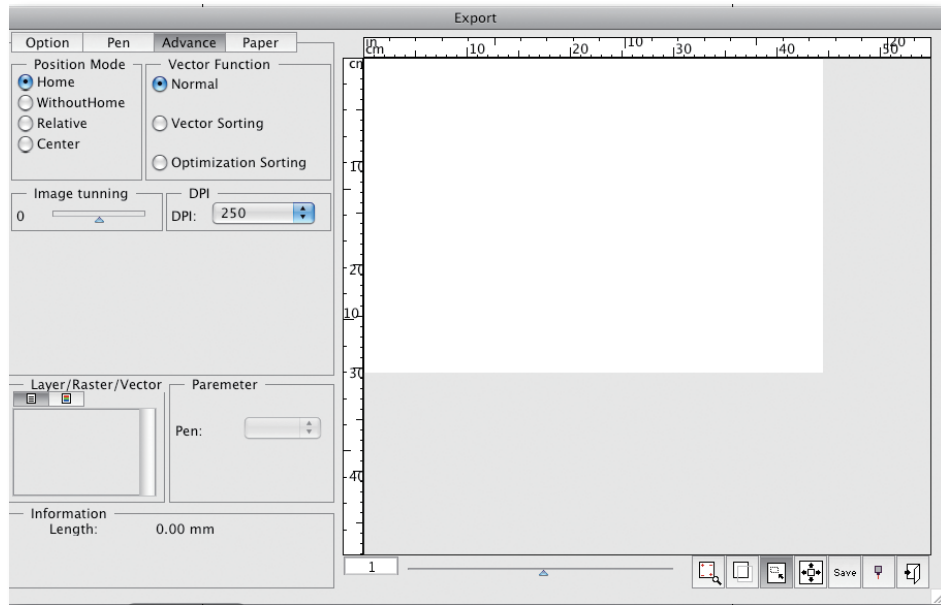 Export
Option Pen Advance Paper
Position Mode
Home
WithoutHome
Relative
Center
Vector Function
Normal
Vector Sorting
Optimization Sorting
Image tunning
0
DPI
DPI: 250
Layer/Raster/Vector
Paremeter
Pen:
Information
Length: 0.00 mm
in
cm 10 20 10 30 40 50
cm
10
20
10
30
40
1
Save